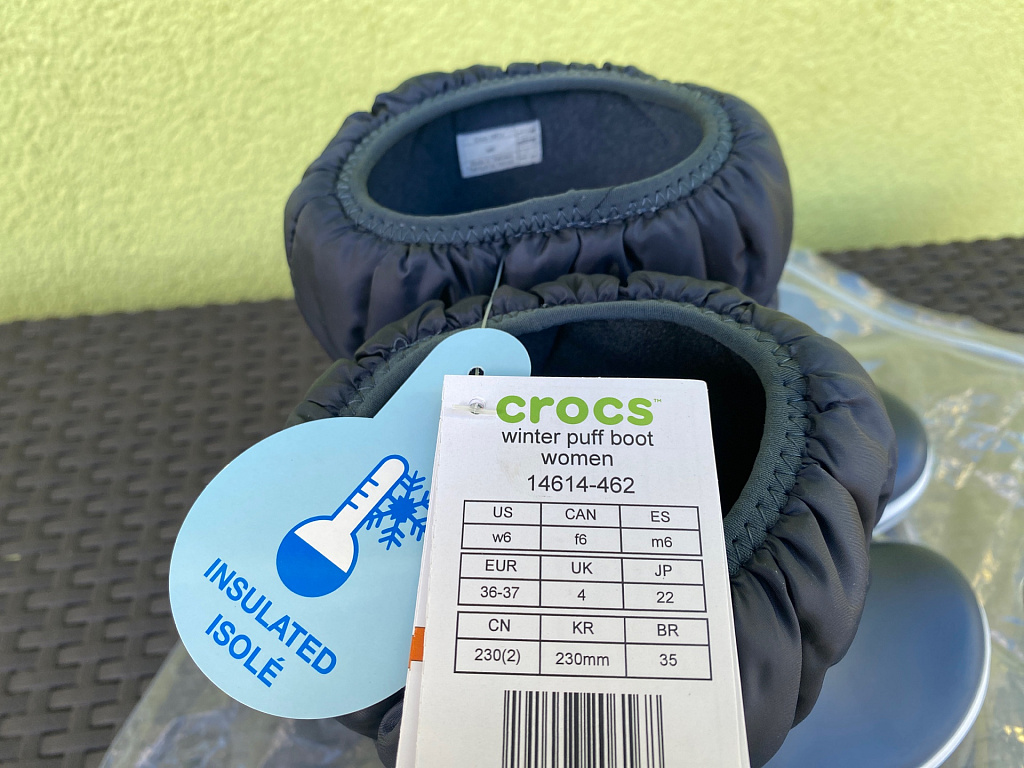 crocs™
winter puff boot
women
14614-462
US CAN ES
w6 f6 m6
EUR UK JP
36-37 4 22
CN KR BR
230(2) 230mm 35
INSULATED
ISOLÉ